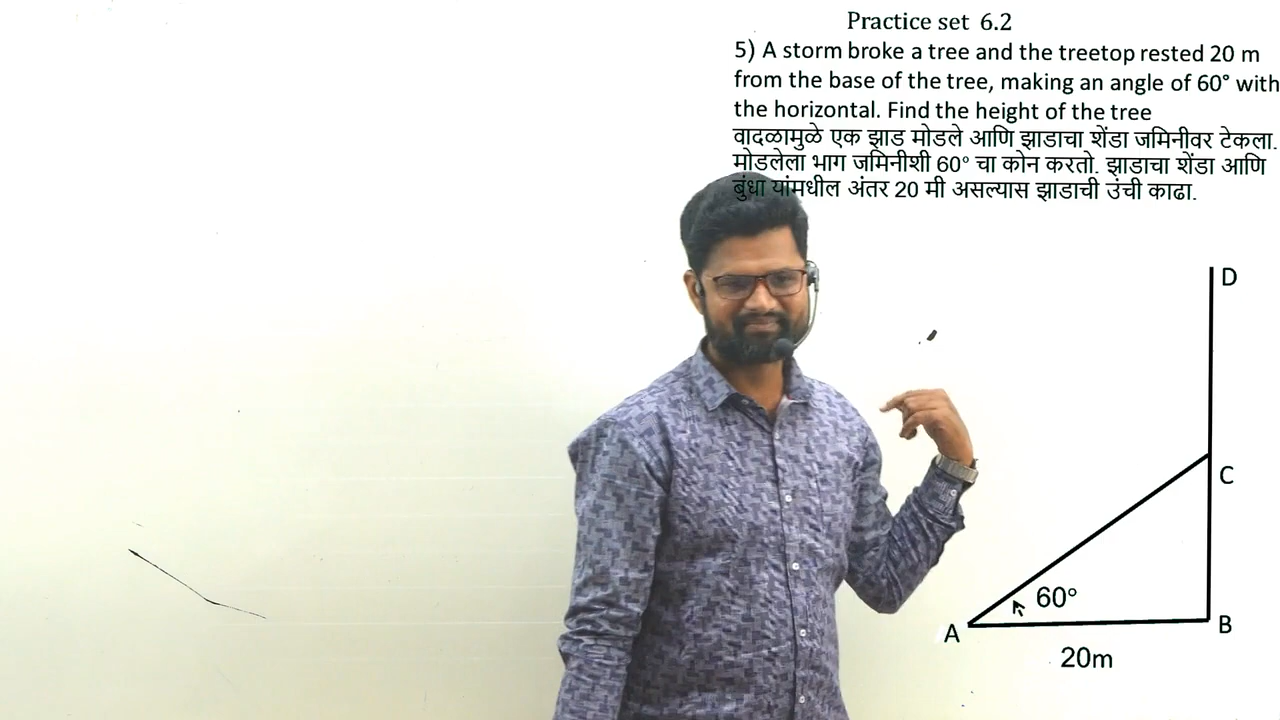 Practice set 6.2
5) A storm broke a tree and the treetop rested 20 m
from the base of the tree, making an angle of 60° with
the horizontal. Find the height of the tree
वादळामुळे एक झाड मोडले आणि झाडाचा शेंडा जमिनीवर टेकला.
मोडलेला भाग जमिनीशी 60° चा कोन करतो. झाडाचा शेंडा आणि
बुंधा यांमधील अंतर 20 मी असल्यास झाडाची उंची काढा.
D
C
60°
A
B
20m